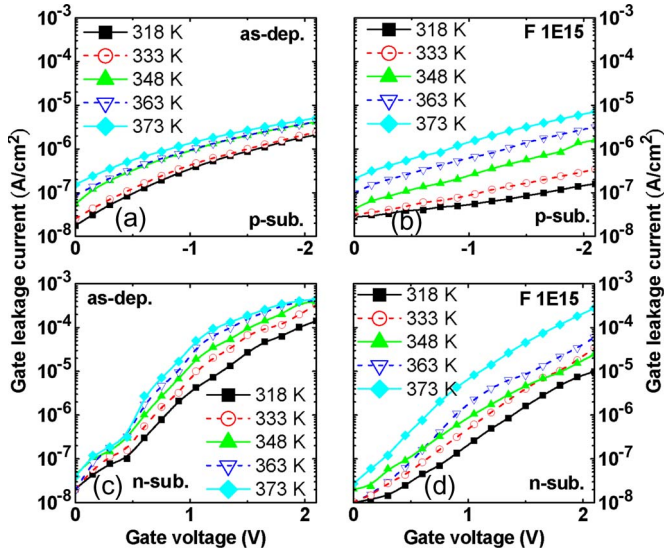 as-dep.
318 K
333 K
348 K
363 K
373 K
(a)
p-sub.
0 -1 -2
F 1E15
318 K
333 K
348 K
363 K
373 K
(b)
p-sub.
0 -1 -2
10⁻³
10⁻⁴
10⁻⁵
10⁻⁶
10⁻⁷
10⁻⁸
Gate leakage current (A/cm²)
10⁻³
10⁻⁴
10⁻⁵
10⁻⁶
10⁻⁷
10⁻⁸
as-dep.
318 K
333 K
348 K
363 K
373 K
(c)
n-sub.
0 1 2
Gate voltage (V)
F 1E15
318 K
333 K
348 K
363 K
373 K
(d)
n-sub.
0 1 2
Gate voltage (V)
10⁻³
10⁻⁴
10⁻⁵
10⁻⁶
10⁻⁷
10⁻⁸
Gate leakage current (A/cm²)
10⁻³
10⁻⁴
10⁻⁵
10⁻⁶
10⁻⁷
10⁻⁸